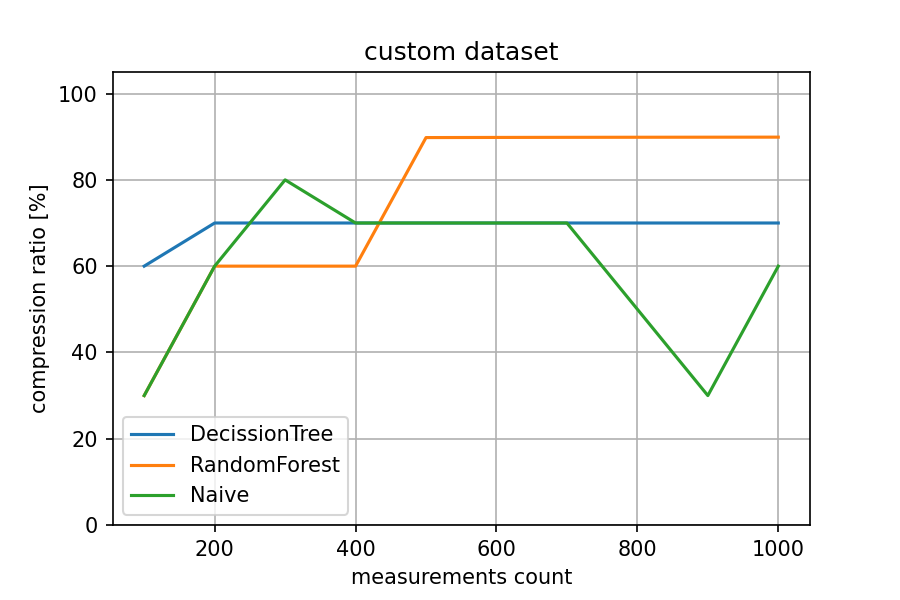 custom dataset
compression ratio [%]
100
80
60
40
20
0
DecissionTree
RandomForest
Naive
200 400 600 800 1000
measurements count